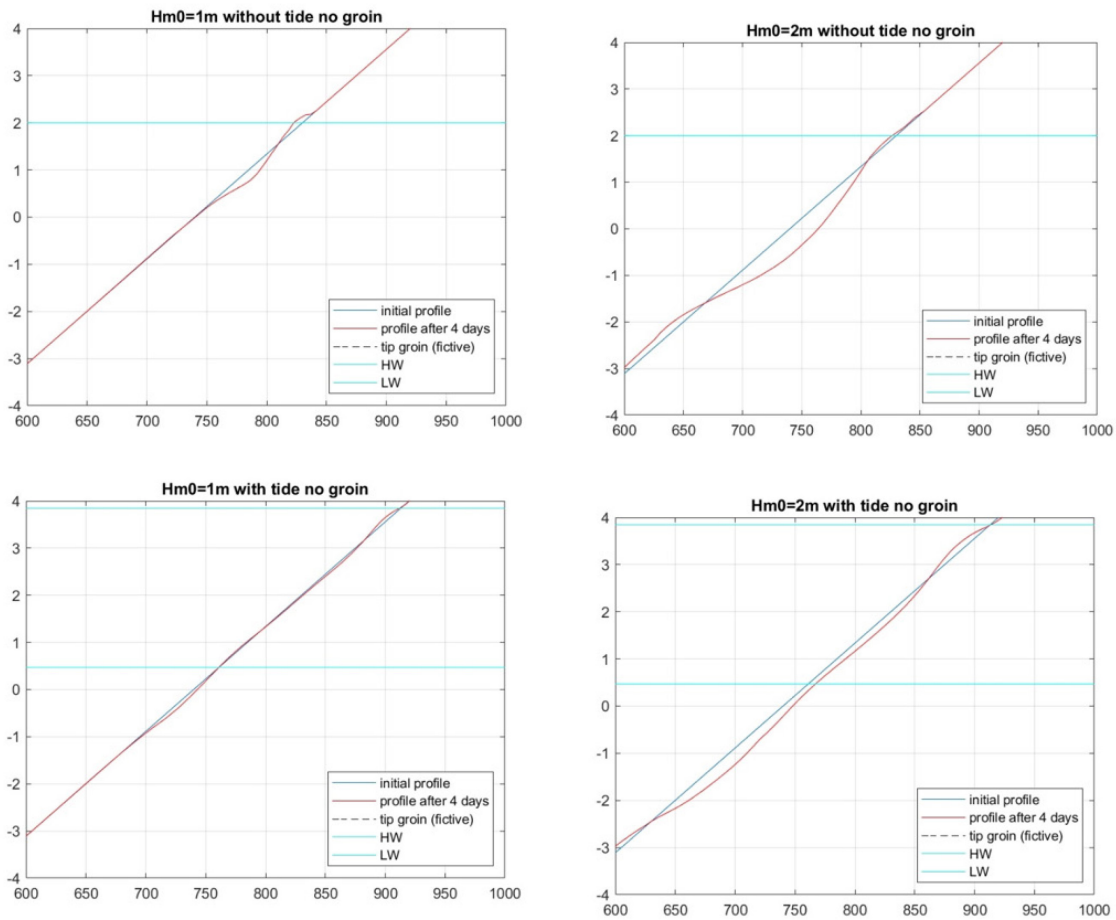 Hm0=1m without tide no groin
4
3
2
1
0
-1
-2
-3
-4
600 650 700 750 800 850 900 950 1000
initial profile
profile after 4 days
tip groin (fictive)
HW
LW
Hm0=2m without tide no groin
4
3
2
1
0
-1
-2
-3
-4
600 650 700 750 800 850 900 950 1000
initial profile
profile after 4 days
tip groin (fictive)
HW
LW
Hm0=1m with tide no groin
4
3
2
1
0
-1
-2
-3
-4
600 650 700 750 800 850 900 950 1000
initial profile
profile after 4 days
tip groin (fictive)
HW
LW
Hm0=2m with tide no groin
4
3
2
1
0
-1
-2
-3
-4
600 650 700 750 800 850 900 950 1000
initial profile
profile after 4 days
tip groin (fictive)
HW
LW